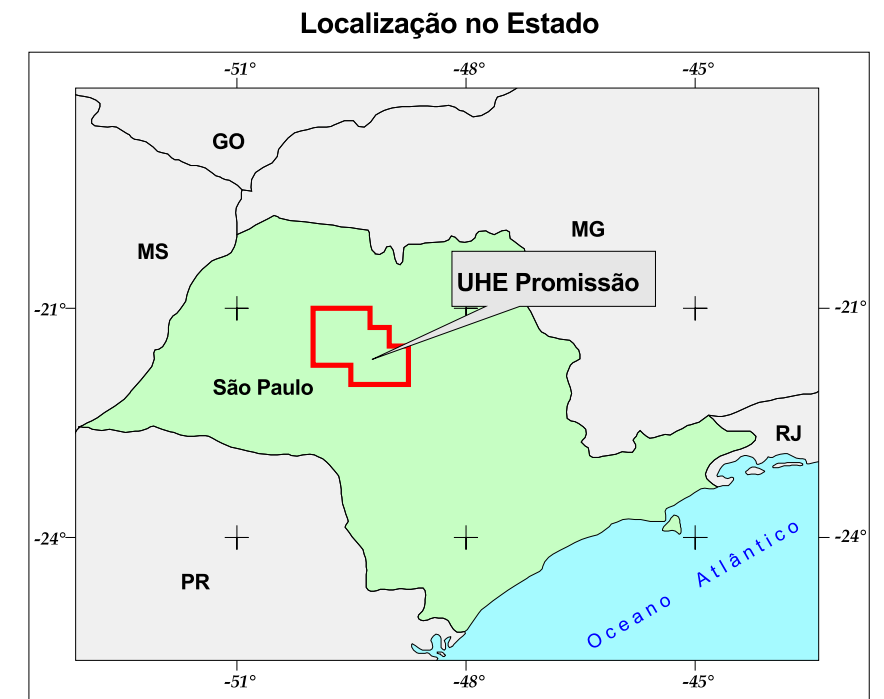 Localização no Estado
-51° -48° -45°
GO
MG
MS
UHE Promissão
-21° -21°
São Paulo
RJ
-24° -24°
Oceano Atlântico
PR
-51° -48° -45°